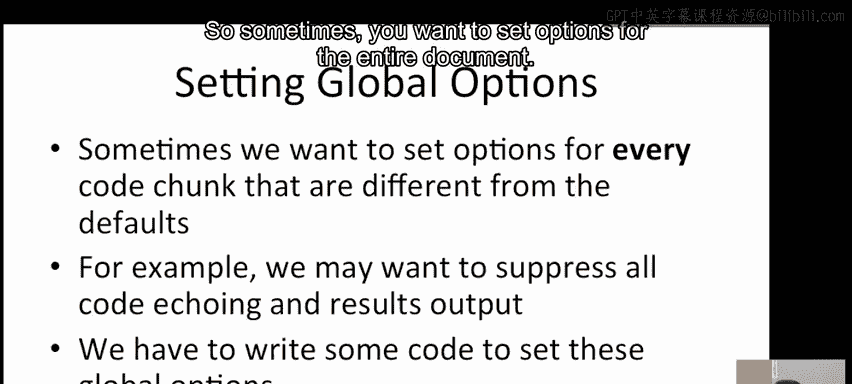 GPT中英字幕课程资源@bilibili.com
So sometimes, you want to set options for
the entire document.
Setting Global Options
• Sometimes we want to set options for every
code chunk that are different from the
defaults
• For example, we may want to suppress all
code echoing and results output
• We have to write some code to set these
global options